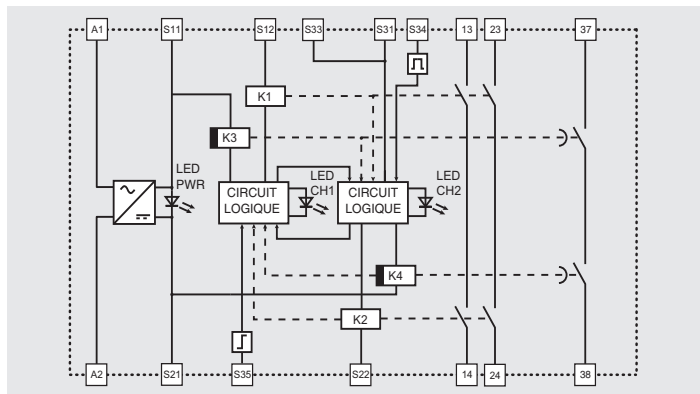 A1 S11 S12 S33 S31 S34 13 23 37
K1
K3
LED
PWR
CIRCUIT
LOGIQUE
LED
CH1
CIRCUIT
LOGIQUE
LED
CH2
K4
K2
A2 S21 S35 S22 14 24 38